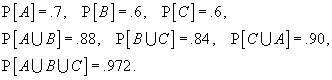 P[A] = .7, P[B] = .6, P[C] = .6,
P[A∪B] = .88, P[B∪C] = .84, P[C∪A] = .90,
P[A∪B∪C] = .972.